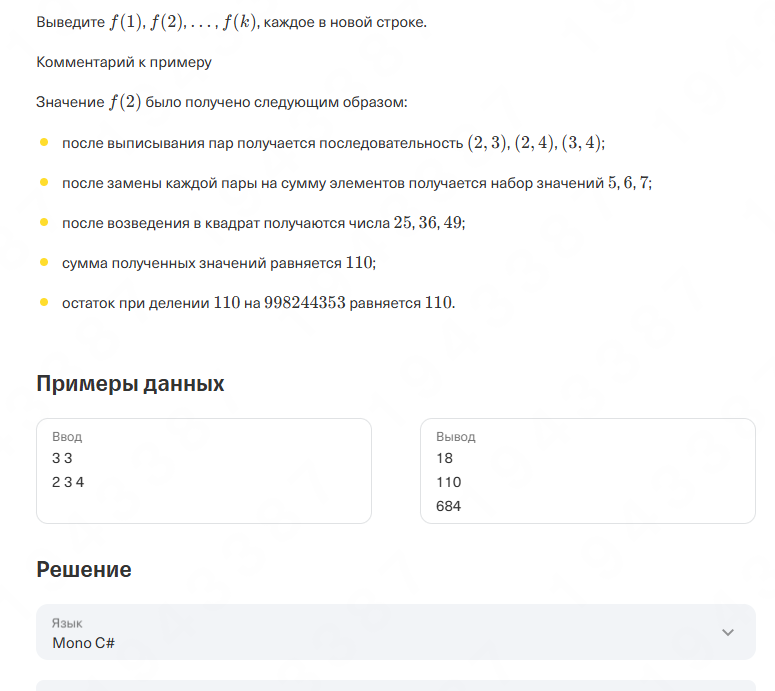 Выведите f(1), f(2), . . . , f(k), каждое в новой строке.
Комментарий к примеру
Значение f(2) было получено следующим образом:
после выписывания пар получается последовательность (2, 3), (2, 4), (3, 4);
после замены каждой пары на сумму элементов получается набор значений 5, 6, 7;
после возведения в квадрат получаются числа 25, 36, 49;
сумма полученных значений равняется 110;
остаток при делении 110 на 998244353 равняется 110.
Примеры данных
Ввод
3 3
2 3 4
Вывод
18
110
684
Решение
Язык
Mono C#